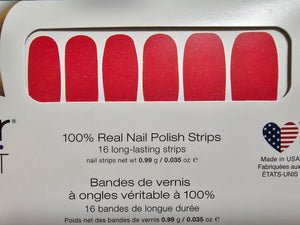 100% Real Nail Polish Strips
16 long-lasting strips
nail strips net wt 0.99 g / 0.035 oz ℮
Made in USA
Fabriquées aux
ÉTATS-UNIS
Bandes de vernis
à ongles véritable à 100%
16 bandes de longue durée
Poids net des bandes de vernis 0.99 g / 0.035 oz ℮